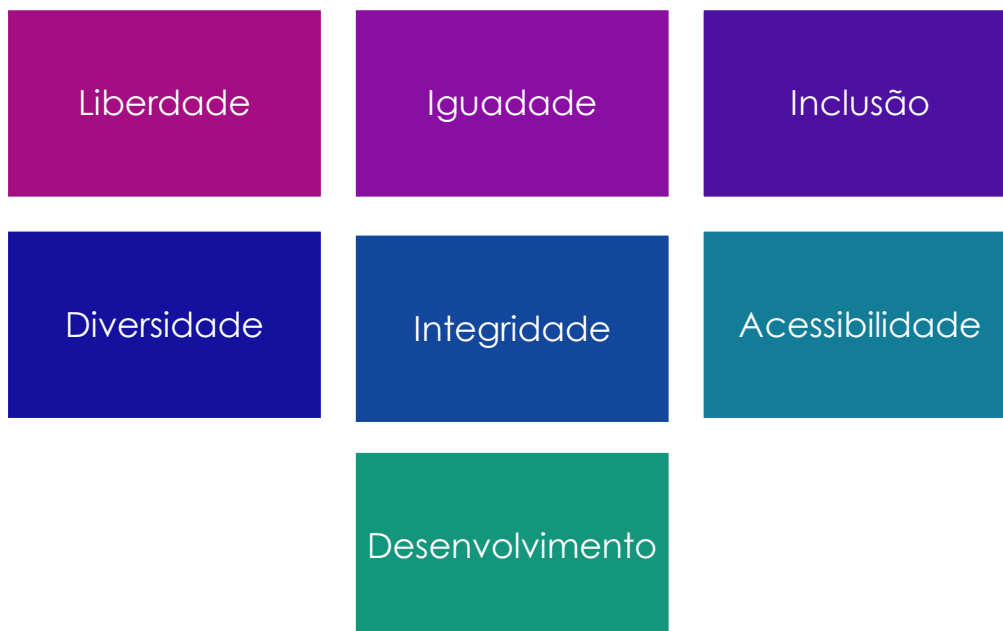 Liberdade
Iguadade
Inclusão
Diversidade
Integridade
Acessibilidade
Desenvolvimento